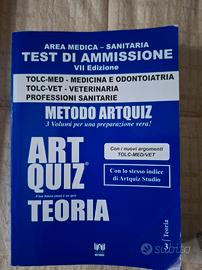 AREA MEDICA – SANITARIA
TEST DI AMMISSIONE
VII Edizione
TOLC-MED - MEDICINA E ODONTOIATRIA
TOLC-VET - VETERINARIA
PROFESSIONI SANITARIE
METODO ARTQUIZ
3 Volumi per una preparazione vera!
ART
QUIZ®
TEORIA
Con i nuovi argomenti
TOLC-MED/VET
Con lo stesso indice
di Artquiz Studio
3
Teoria
subito